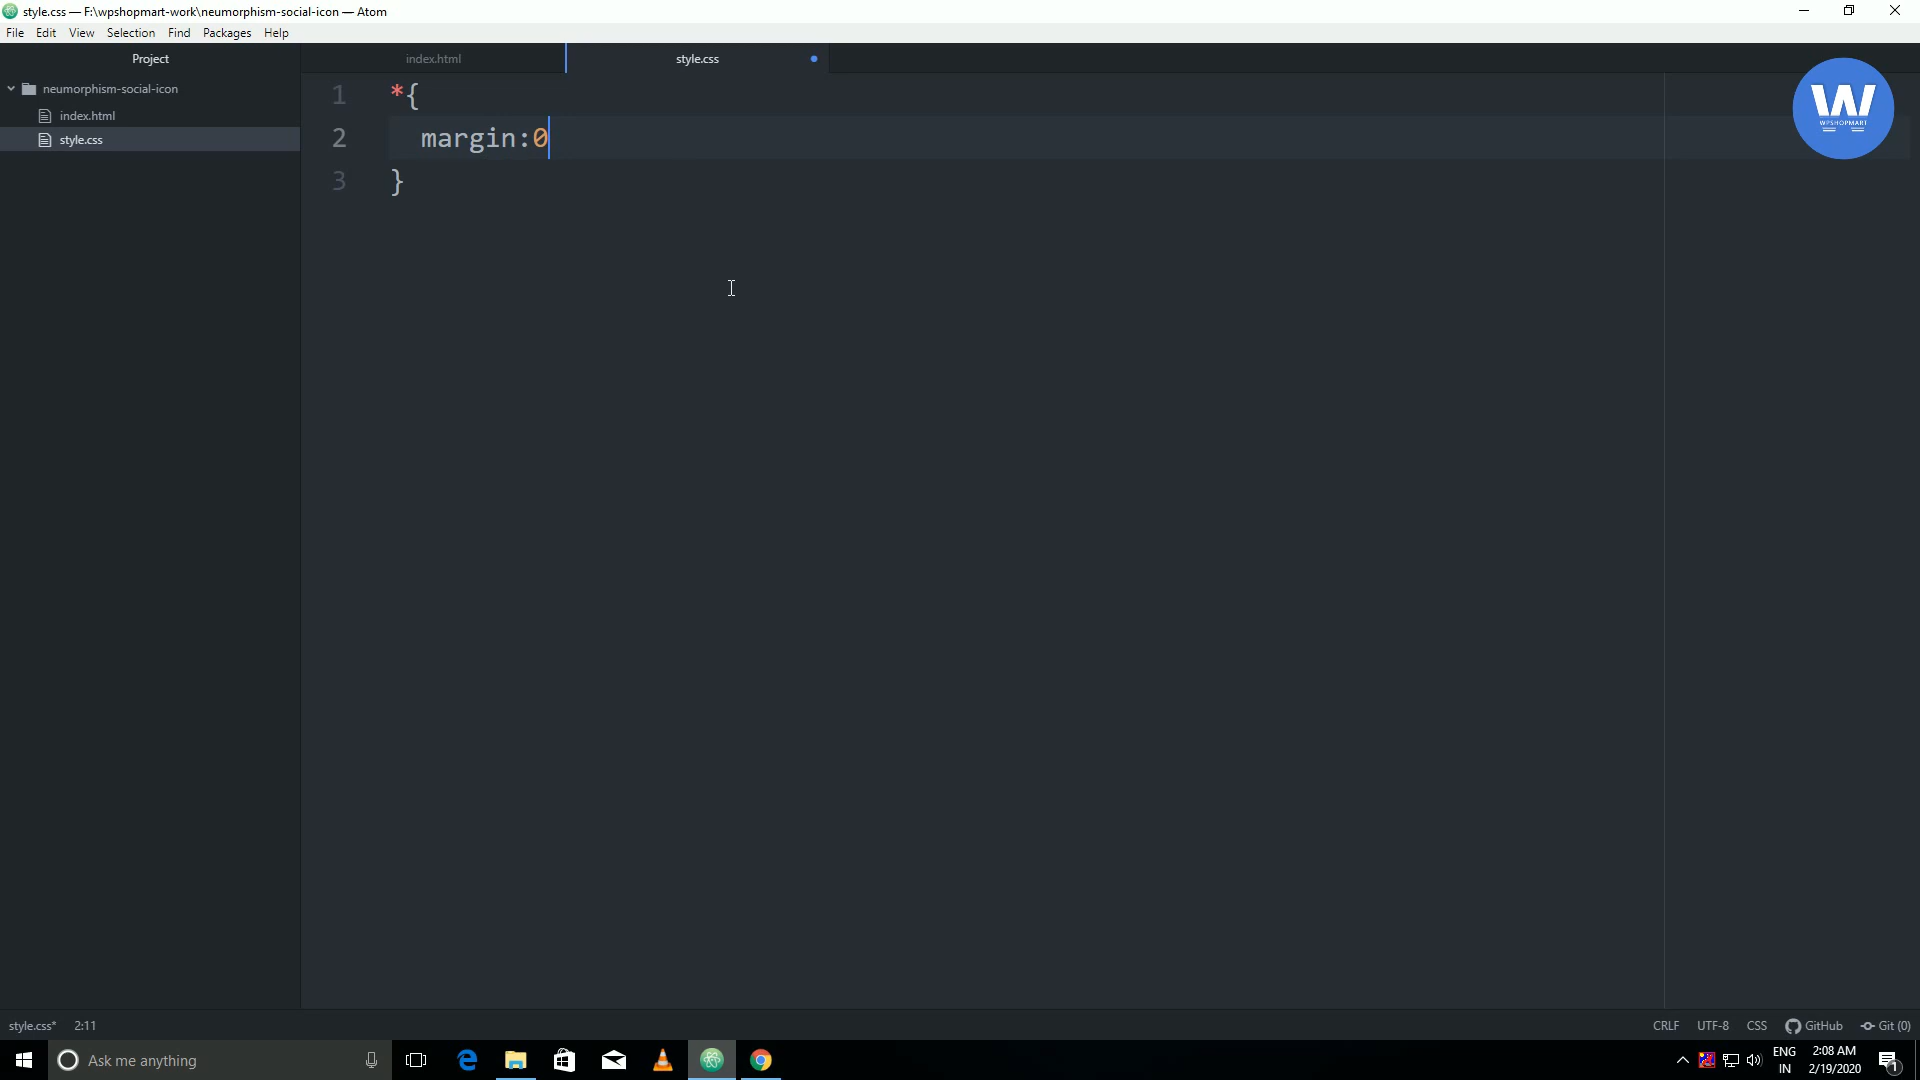 style.css — F:\wpshopmart-work\neumorphism-social-icon — Atom
File Edit View Selection Find Packages Help
Project
index.html
style.css
neumorphism-social-icon
index.html
style.css
1 *{
2 margin:0
3 }
W
WPSHOPMART
style.css* 2:11
CRLF UTF-8 CSS GitHub Git (0)
Ask me anything
ENG
IN
2:08 AM
2/19/2020
1